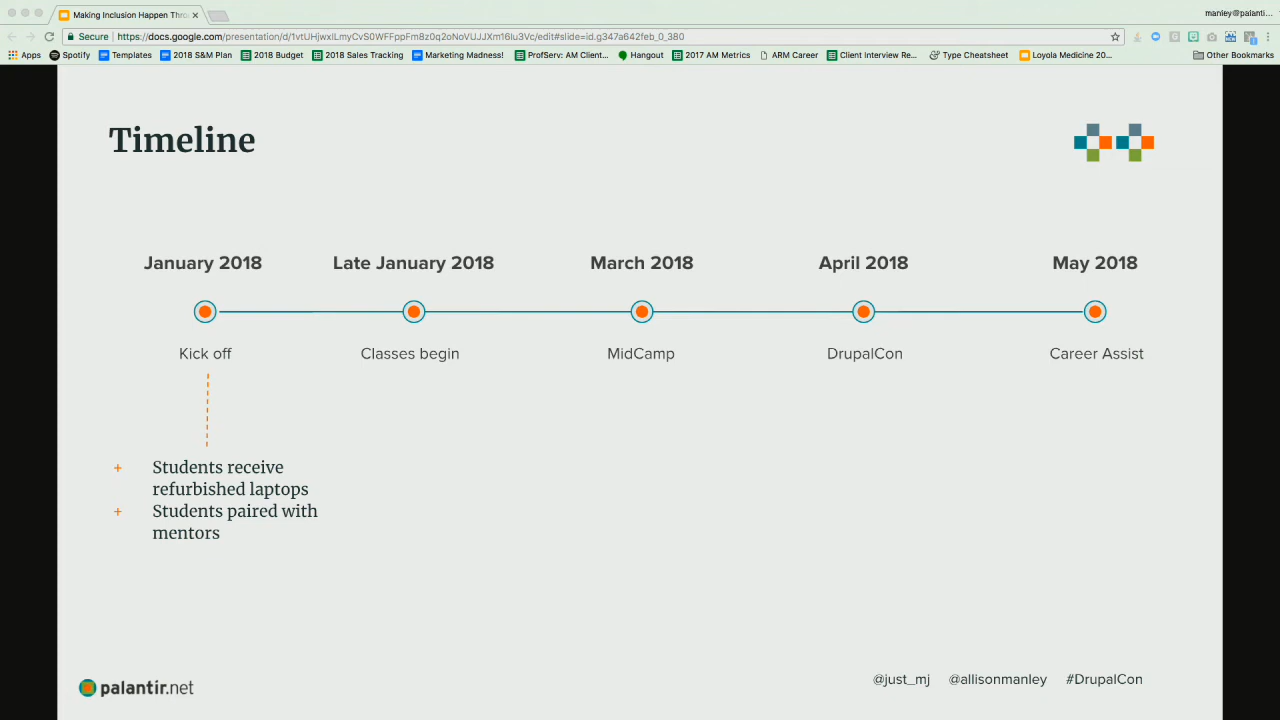 Making Inclusion Happen Thro
manley@palantir...
Secure
https://docs.google.com/presentation/d/1vtUHjwxiLmyCvS0WFFppFm8z0q2oNoVUJJXm16lu3Vc/edit#slide=id.g347a642feb_0_380
Apps Spotify Templates 2018 S&M Plan 2018 Budget 2018 Sales Tracking Marketing Madness! ProfServ: AM Client... Hangout 2017 AM Metrics ARM Career Client Interview Re... Type Cheatsheet Loyola Medicine 20... Other Bookmarks
Timeline
January 2018 Late January 2018 March 2018 April 2018 May 2018
Kick off Classes begin MidCamp DrupalCon Career Assist
+ Students receive
refurbished laptops
+ Students paired with
mentors
palantir.net
@just_mj @allisonmanley #DrupalCon